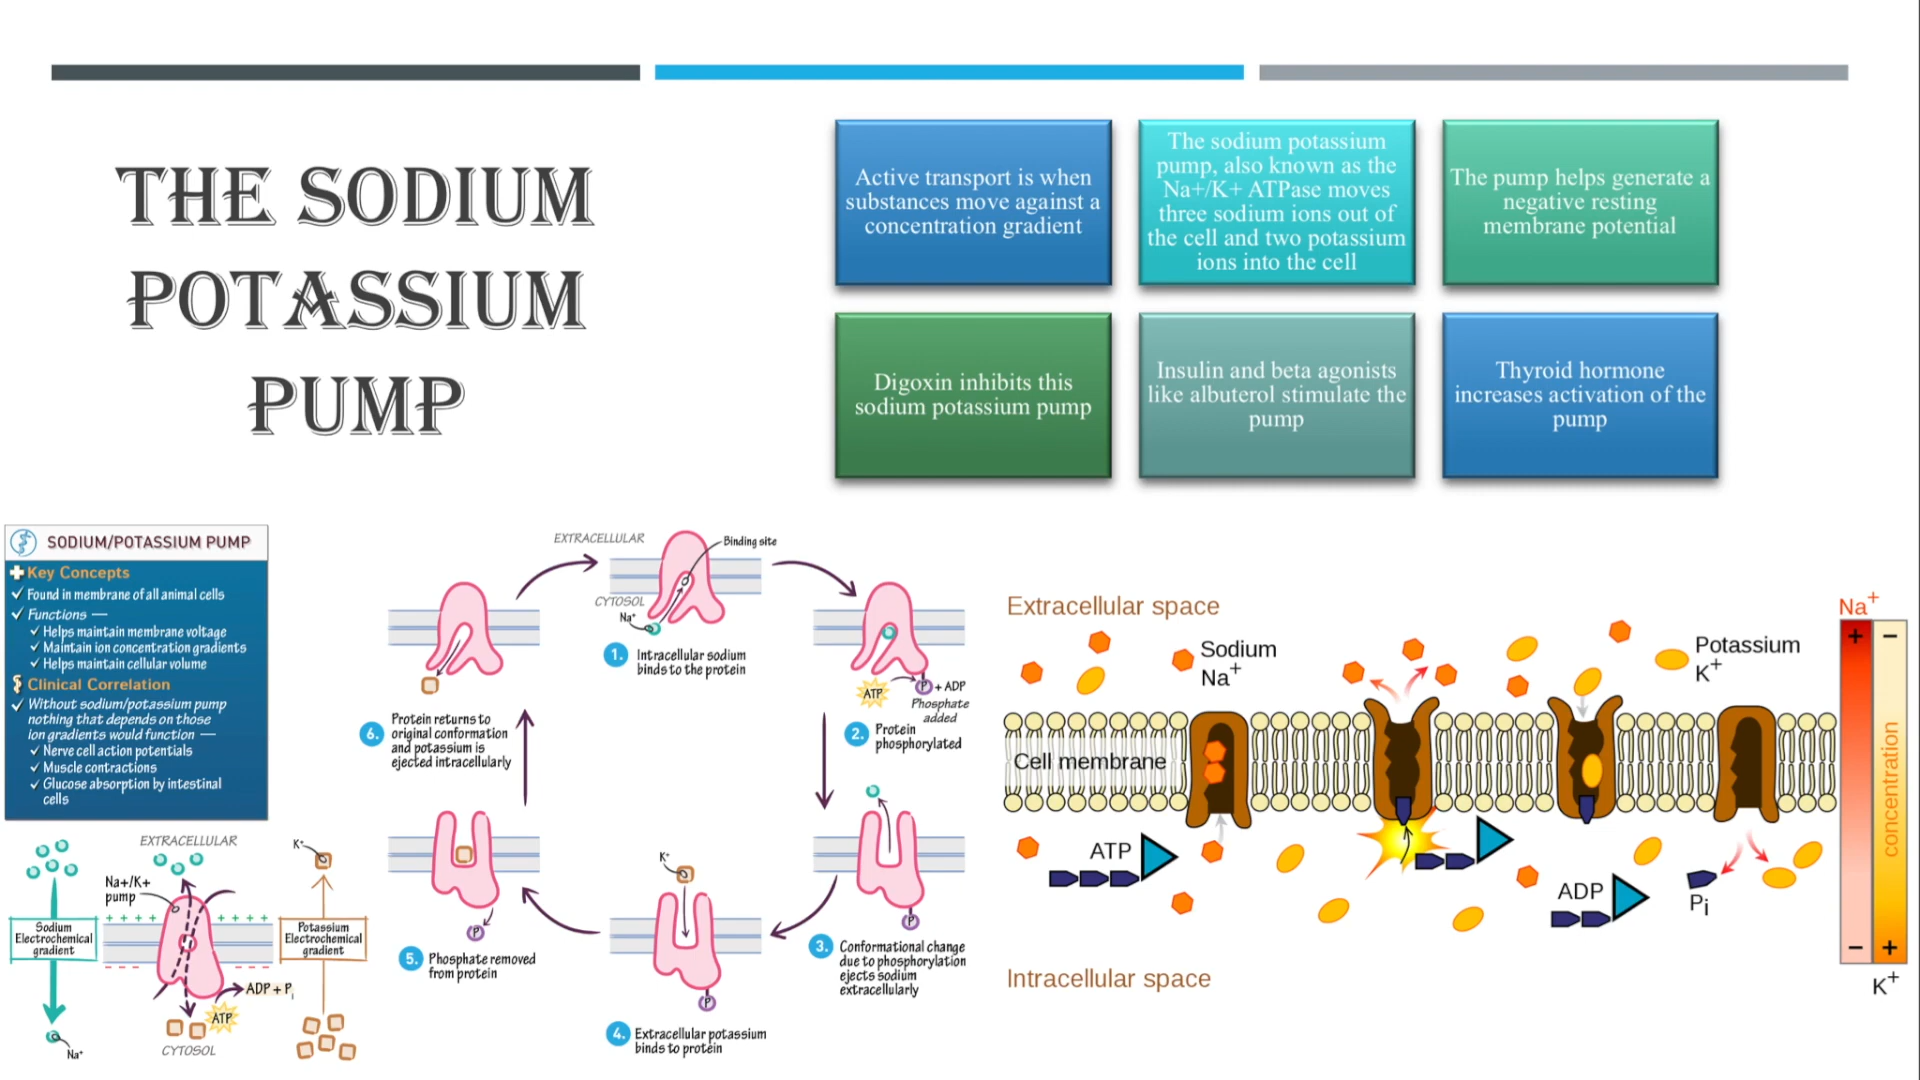 THE SODIUM
POTASSIUM
PUMP
Active transport is when
substances move against a
concentration gradient
The sodium potassium
pump, also known as the
Na+/K+ ATPase moves
three sodium ions out of
the cell and two potassium
ions into the cell
The pump helps generate a
negative resting
membrane potential
Digoxin inhibits this
sodium potassium pump
Insulin and beta agonists
like albuterol stimulate the
pump
Thyroid hormone
increases activation of the
pump
SODIUM/POTASSIUM PUMP
Key Concepts
Found in membrane of all animal cells
Functions —
Helps maintain membrane voltage
Maintain ion concentration gradients
Helps maintain cellular volume
Clinical Correlation
Without sodium/potassium pump
nothing that depends on those
ion gradients would function —
Nerve cell action potentials
Muscle contractions
Glucose absorption by intestinal
cells
EXTRACELLULAR
Na+/K+
pump
K+
+ + + + + + + +
Sodium
Electrochemical
gradient
Potassium
Electrochemical
gradient
ADP + Pi
ATP
Na+
CYTOSOL
EXTRACELLULAR
Binding site
CYTOSOL
Na+
1. Intracellular sodium
binds to the protein
ATP
P + ADP
Phosphate
added
2. Protein
phosphorylated
P
3. Conformational change
due to phosphorylation
ejects sodium
extracellularly
K+
P
4. Extracellular potassium
binds to protein
P
5. Phosphate removed
from protein
6. Protein returns to
original conformation
and potassium is
ejected intracellularly
Extracellular space
Sodium
Na+
Potassium
K+
Cell membrane
ATP
ADP
Pi
Intracellular space
Na+
+ −
concentration
− +
K+